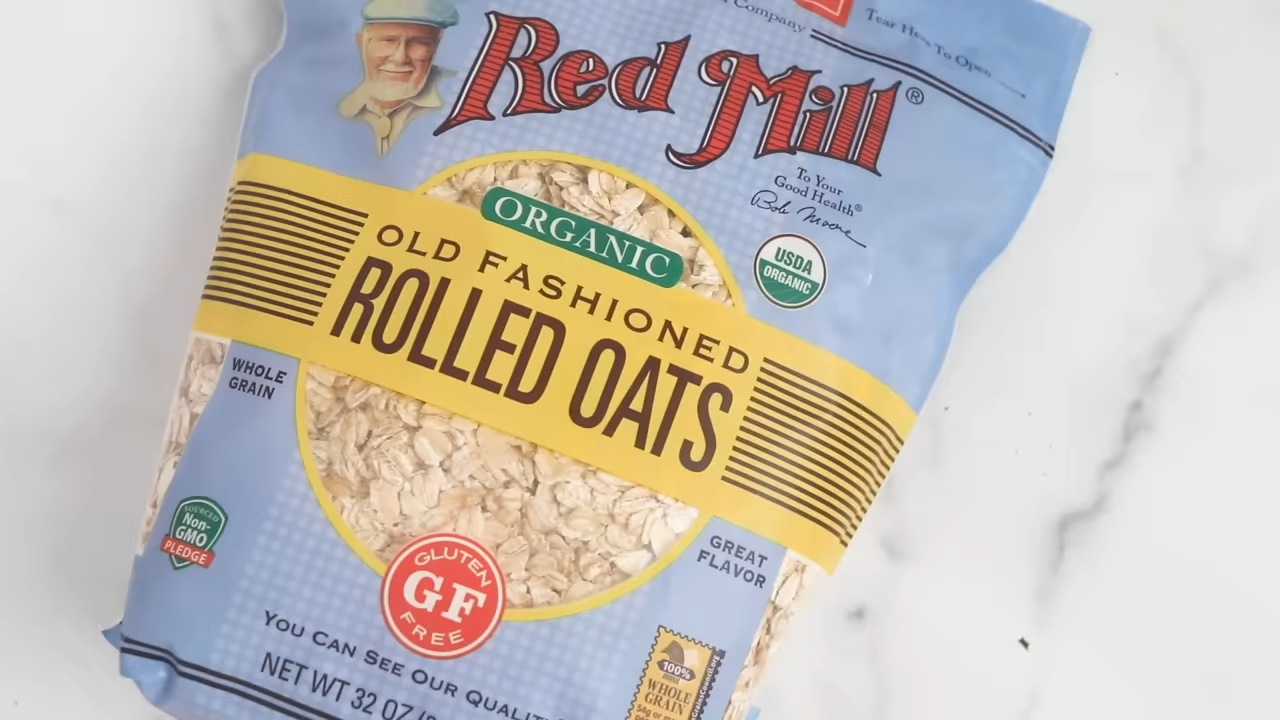 Company
Tear Here To Open
Red Mill®
To Your
Good Health®
Bob Moore
ORGANIC
USDA
ORGANIC
OLD FASHIONED
ROLLED OATS
WHOLE
GRAIN
SOURCED
Non-
GMO
PLEDGE
GREAT
FLAVOR
GLUTEN
GF
FREE
YOU CAN SEE OUR QUALITY
NET WT 32 OZ
100%
WHOLE
GRAIN